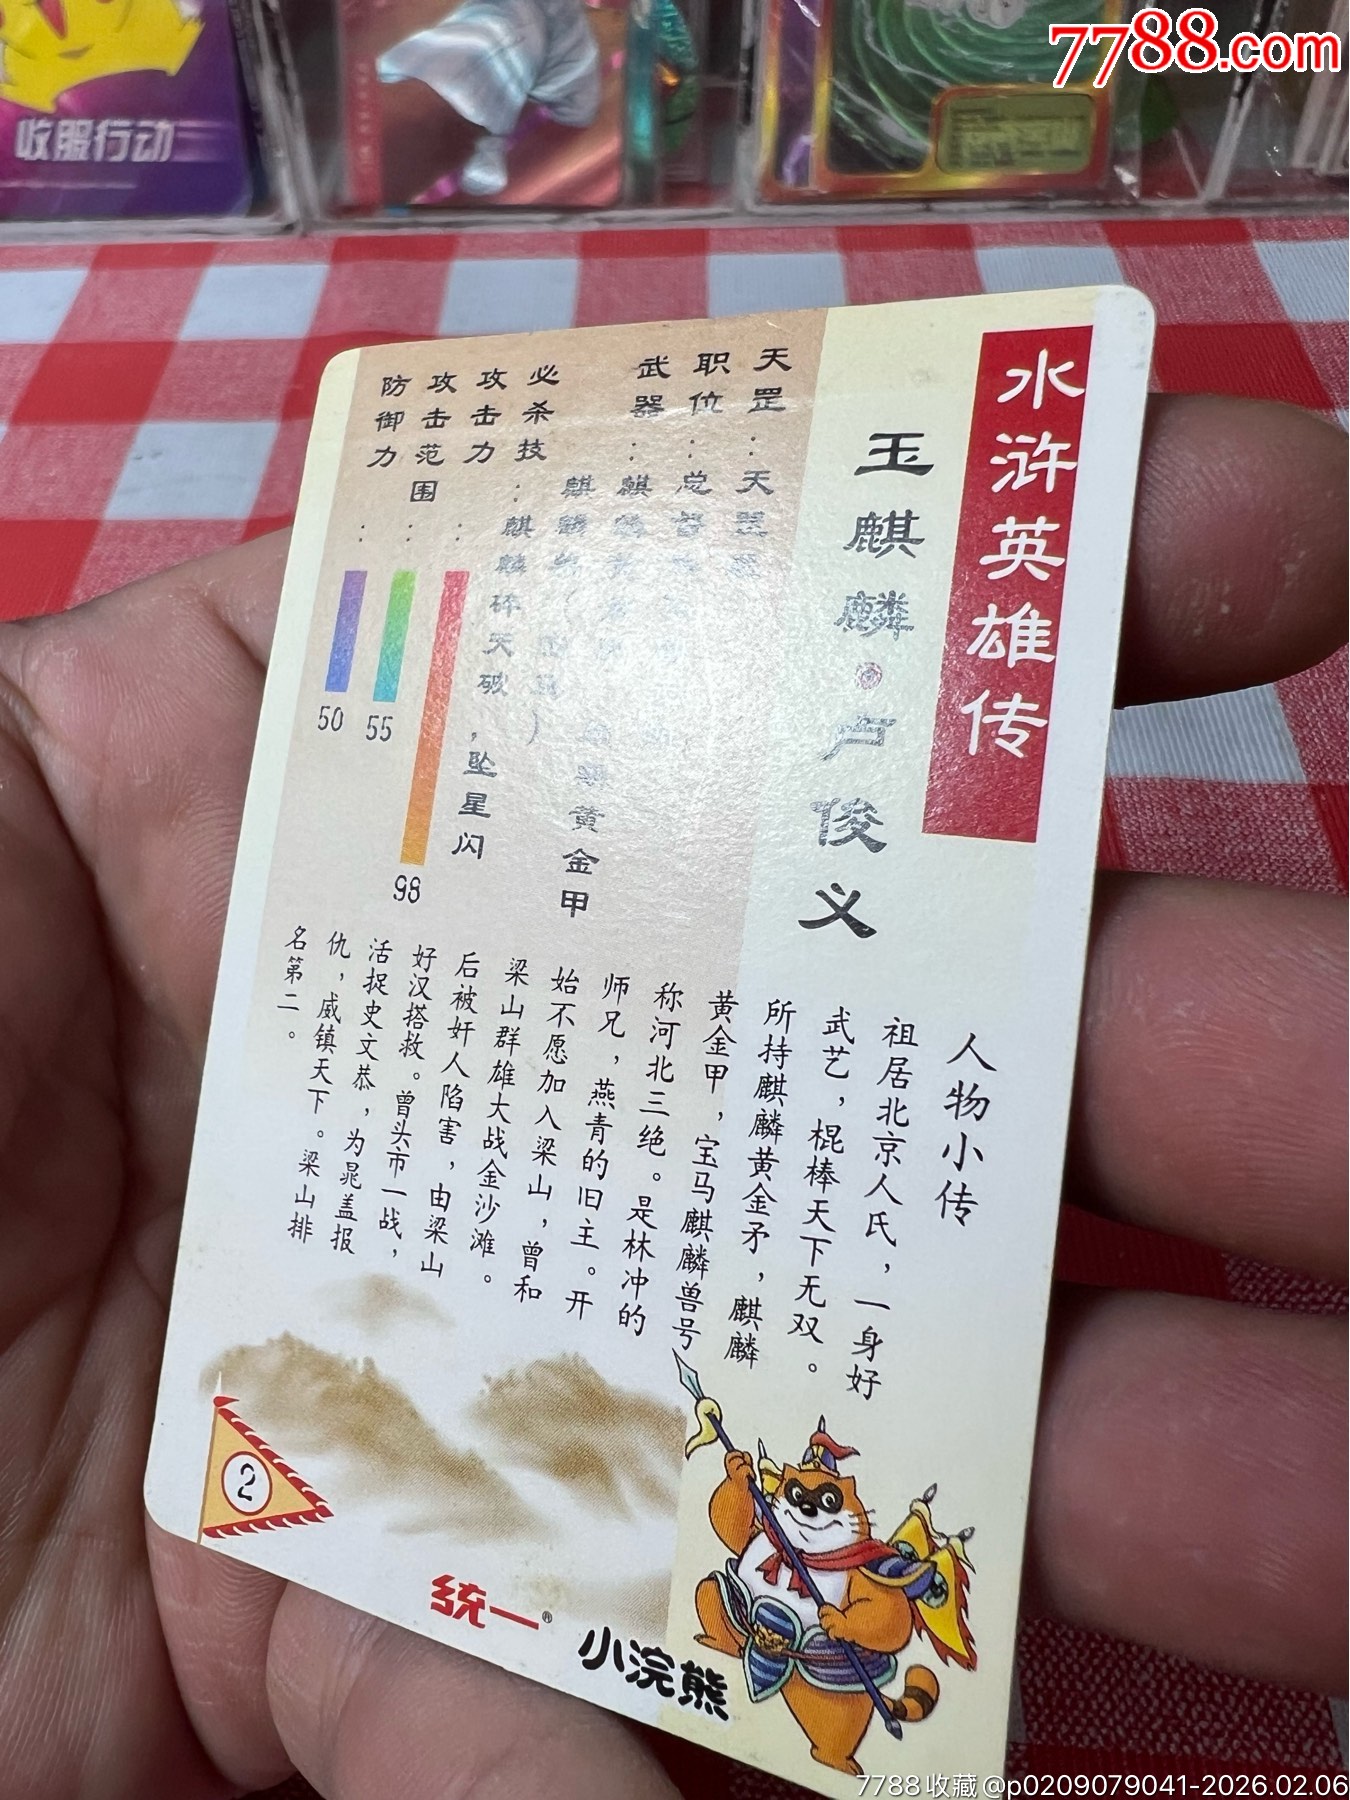 7788.com
收服行动
水浒英雄传
玉麒麟·卢俊义
天罡:天罡星
职位:总
武器:麒麟黄金
黄金甲
麒麟
必杀技:麒麟碎天破,坠星闪
攻击力:
98
攻击范围:
55
防御力:
50
人物小传
祖居北京人氏,一身好
武艺,棍棒天下无双。
所持麒麟黄金矛,麒麟
黄金甲,宝马麒麟兽号
称河北三绝。是林冲的
师兄,燕青的旧主。开
始不愿加入梁山,曾和
梁山群雄大战金沙滩。
后被奸人陷害,由梁山
好汉搭救。曾头市一战,
活捉史文恭,为晁盖报
仇,威镇天下。梁山排
名第二。
2
统一®
小浣熊
7788收藏@p0209079041-2026.02.06